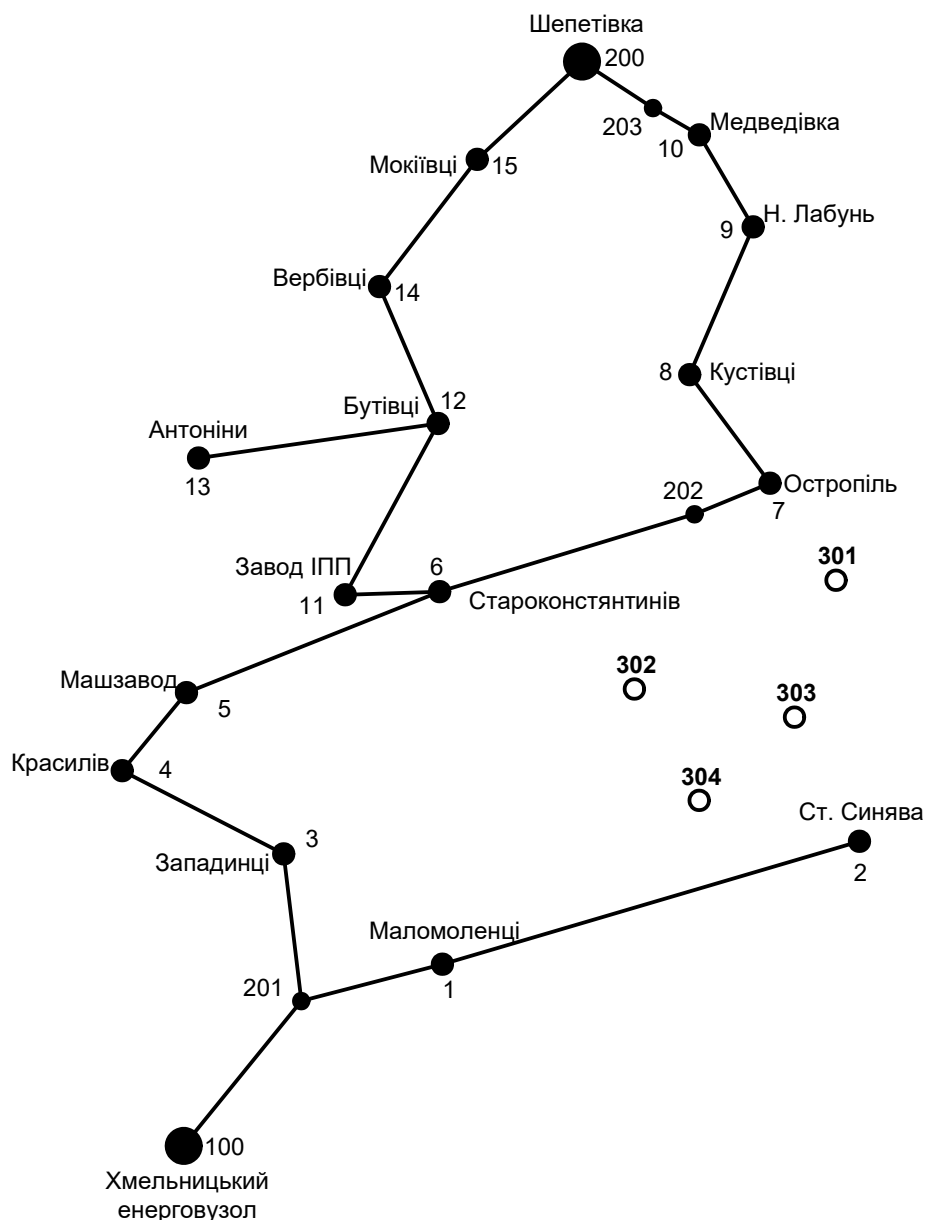 Шепетівка
200
203
Медведівка
10
Мокіївці
15
9
Н. Лабунь
Вербівці
14
8
Кустівці
12
Бутівці
Антоніни
13
202
Остропіль
7
301
6
Завод ІПП
11
Староконстянтинів
302
Машзавод
5
303
Красилів
4
304
Ст. Синява
2
3
Западинці
Маломоленці
1
201
100
Хмельницький
енерговузол